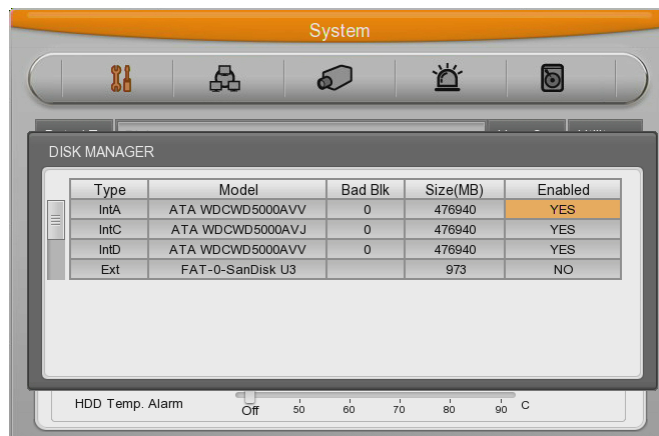 System
DISK MANAGER
Type Model Bad Blk Size(MB) Enabled
IntA ATA WDCWD5000AVV 0 476940 YES
IntC ATA WDCWD5000AVJ 0 476940 YES
IntD ATA WDCWD5000AVV 0 476940 YES
Ext FAT-0-SanDisk U3 973 NO
HDD Temp. Alarm Off 50 60 70 80 90 C